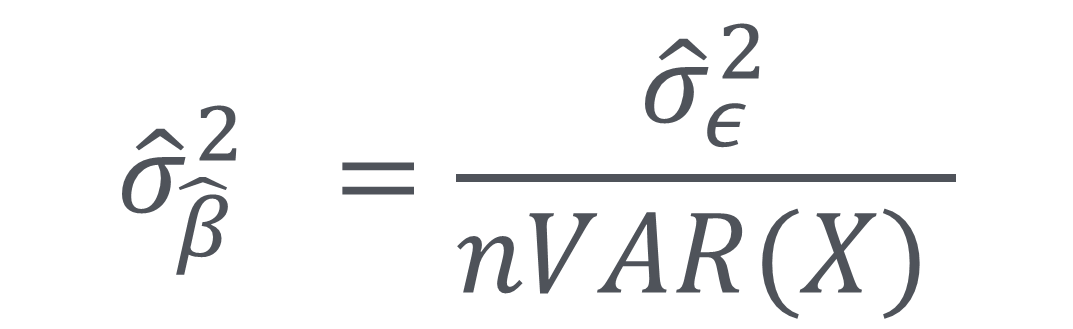 σ̂²_β̂ = σ̂²_ϵ / nVAR(X)